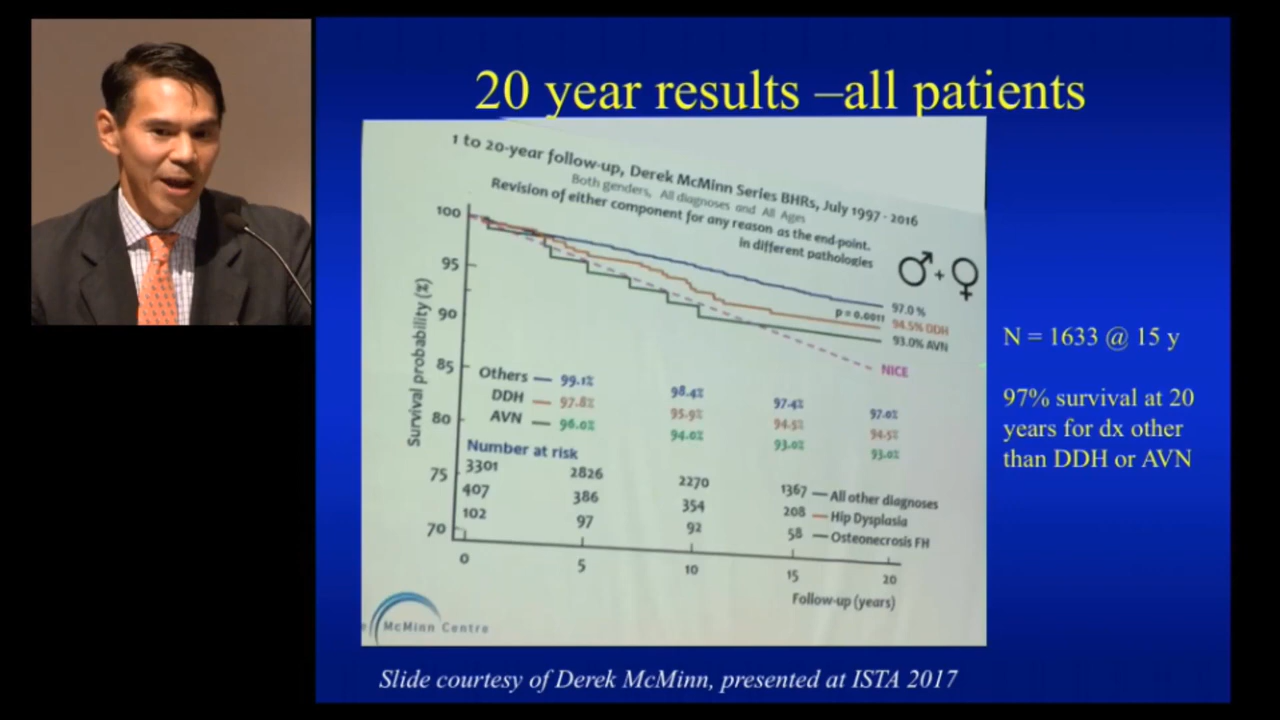 20 year results –all patients
1 to 20-year follow-up, Derek McMinn Series BHRs, July 1997 - 2016
Both genders, All diagnoses and All Ages
Revision of either component for any reason as the end-point.
in different pathologies
♂+♀
Survival probability (%)
100
95
90
85
80
75
70
97.0 %
p = 0.0011
94.5% DDH
93.0% AVN
NICE
Others 99.1% 98.4% 97.4% 97.0%
DDH 97.8% 95.9% 94.5% 94.5%
AVN 96.0% 94.0% 93.0% 93.0%
Number at risk
3301 2826 2270 1367 All other diagnoses
407 386 354 208 Hip Dysplasia
102 97 92 58 Osteonecrosis FH
0 5 10 15 20
Follow-up (years)
McMinn Centre
N = 1633 @ 15 y
97% survival at 20
years for dx other
than DDH or AVN
Slide courtesy of Derek McMinn, presented at ISTA 2017